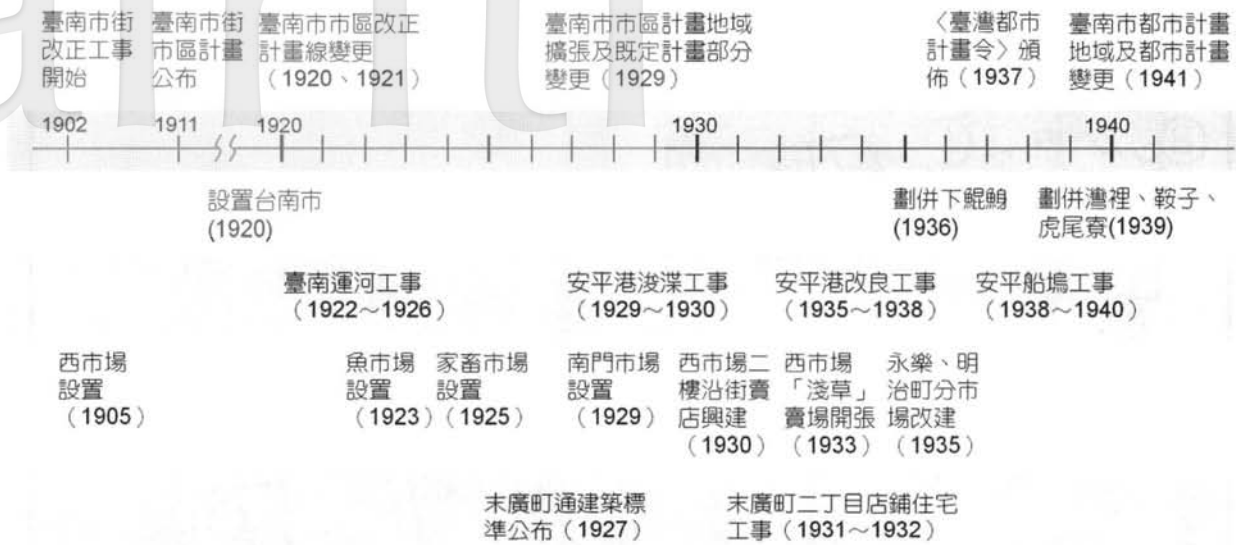 臺南市街
改正工事
開始
臺南市街
市區計畫
公布
臺南市市區改正
計畫線變更
（1920、1921）
臺南市市區計畫地域
擴張及既定計畫部分
變更（1929）
〈臺灣都市
計畫令〉頒
佈（1937）
臺南市都市計畫
地域及都市計畫
變更（1941）
1902 1911 1920 1930 1940
設置台南市
(1920)
劃併下鯤鯓
(1936)
劃併灣裡、鞍子、
虎尾寮(1939)
臺南運河工事
（1922～1926）
安平港浚渫工事
（1929～1930）
安平港改良工事
（1935～1938）
安平船塢工事
（1938～1940）
西市場
設置
（1905）
魚市場
設置
（1923）
家畜市場
設置
（1925）
南門市場
設置
（1929）
西市場二
樓沿街賣
店興建
（1930）
西市場
「淺草」
賣場開張
（1933）
永樂、明
治町分市
場改建
（1935）
末廣町通建築標
準公布（1927）
末廣町二丁目店鋪住宅
工事（1931～1932）